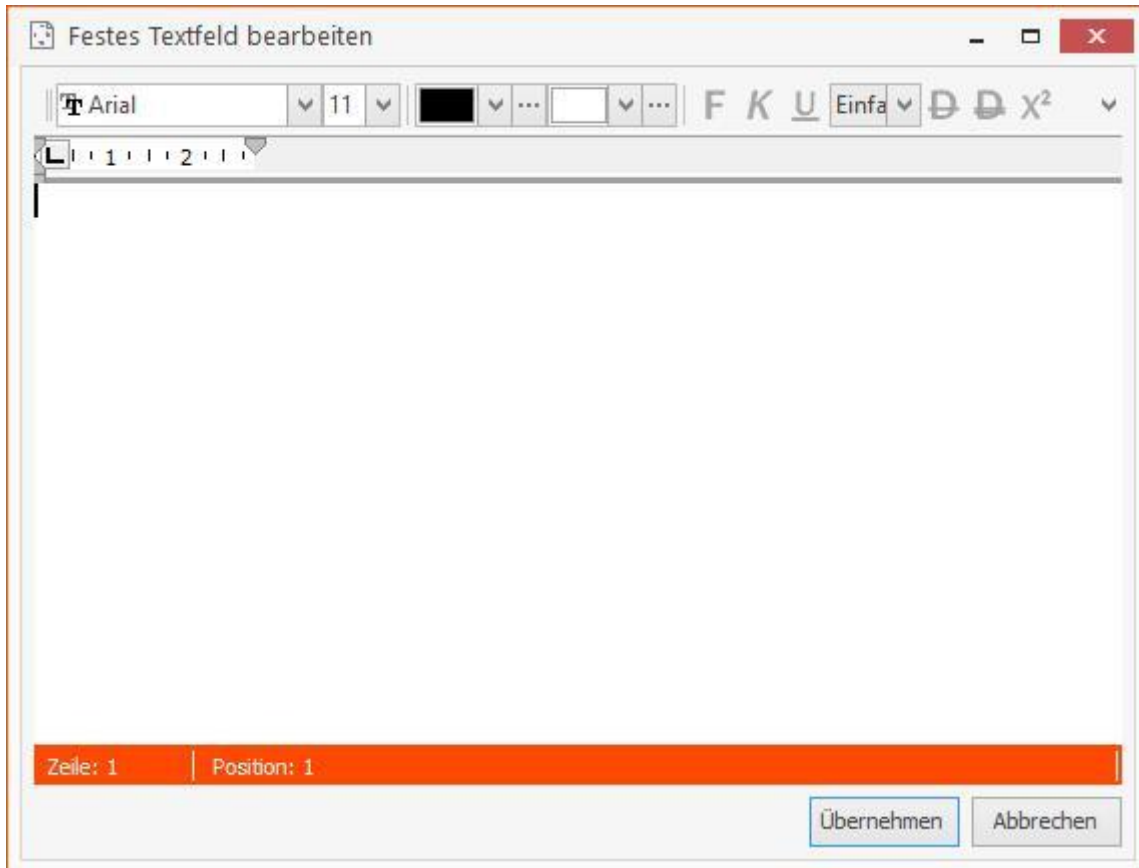 Festes Textfeld bearbeiten
Arial 11 F K U Einfa D D X²
1 2
Zeile: 1 Position: 1
Übernehmen Abbrechen